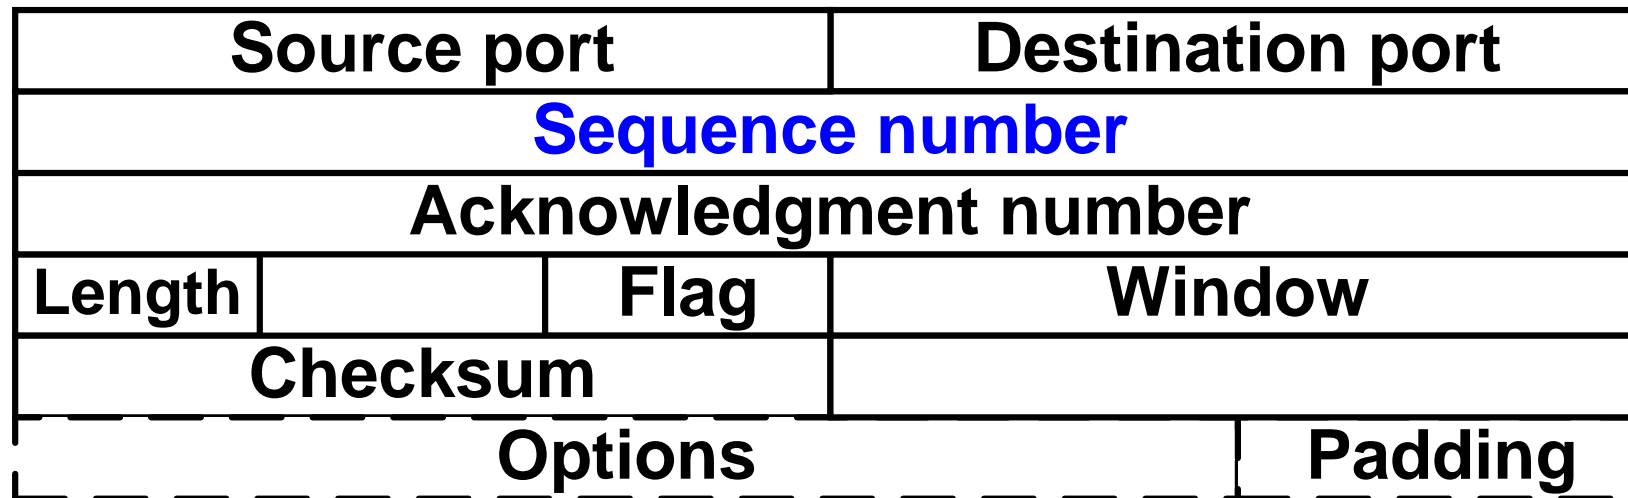 Source port Destination port
Sequence number
Acknowledgment number
Length Flag Window
Checksum
Options Padding